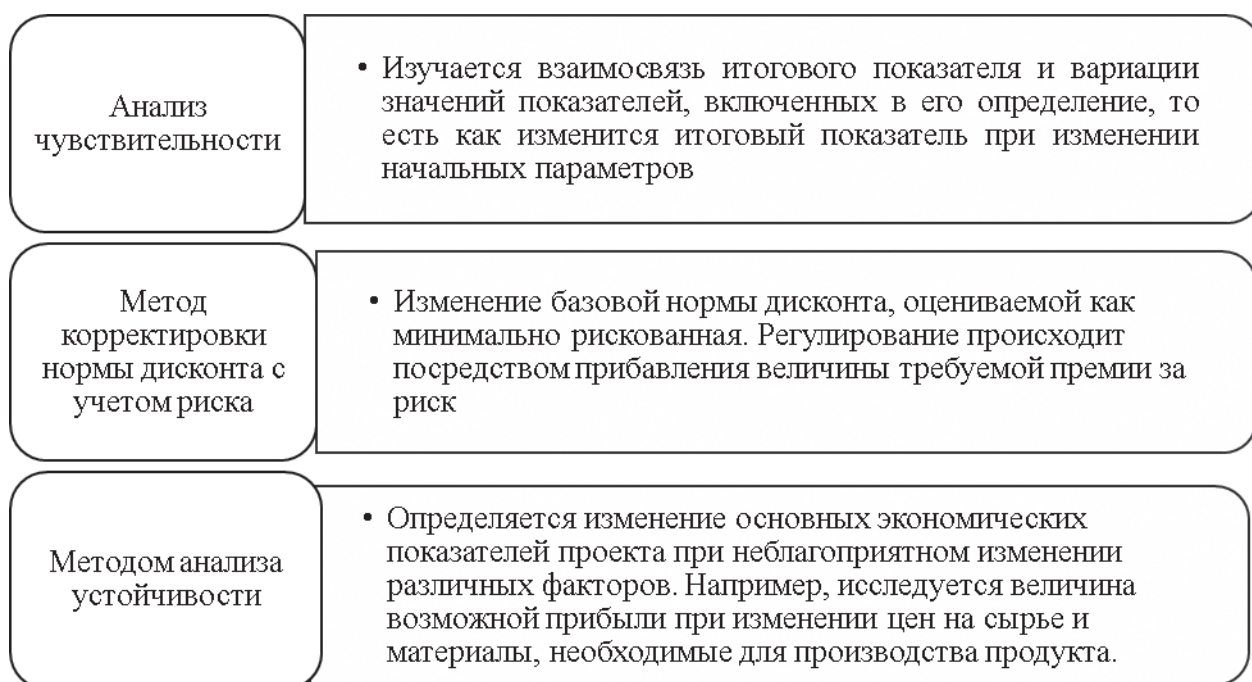 Анализ
чувствительности
• Изучается взаимосвязь итогового показателя и вариации
значений показателей, включенных в его определение, то
есть как изменится итоговый показатель при изменении
начальных параметров
Метод
корректировки
нормы дисконта с
учетом риска
• Изменение базовой нормы дисконта, оцениваемой как
минимально рискованная. Регулирование происходит
посредством прибавления величины требуемой премии за
риск
Методом анализа
устойчивости
• Определяется изменение основных экономических
показателей проекта при неблагоприятном изменении
различных факторов. Например, исследуется величина
возможной прибыли при изменении цен на сырье и
материалы, необходимые для производства продукта.